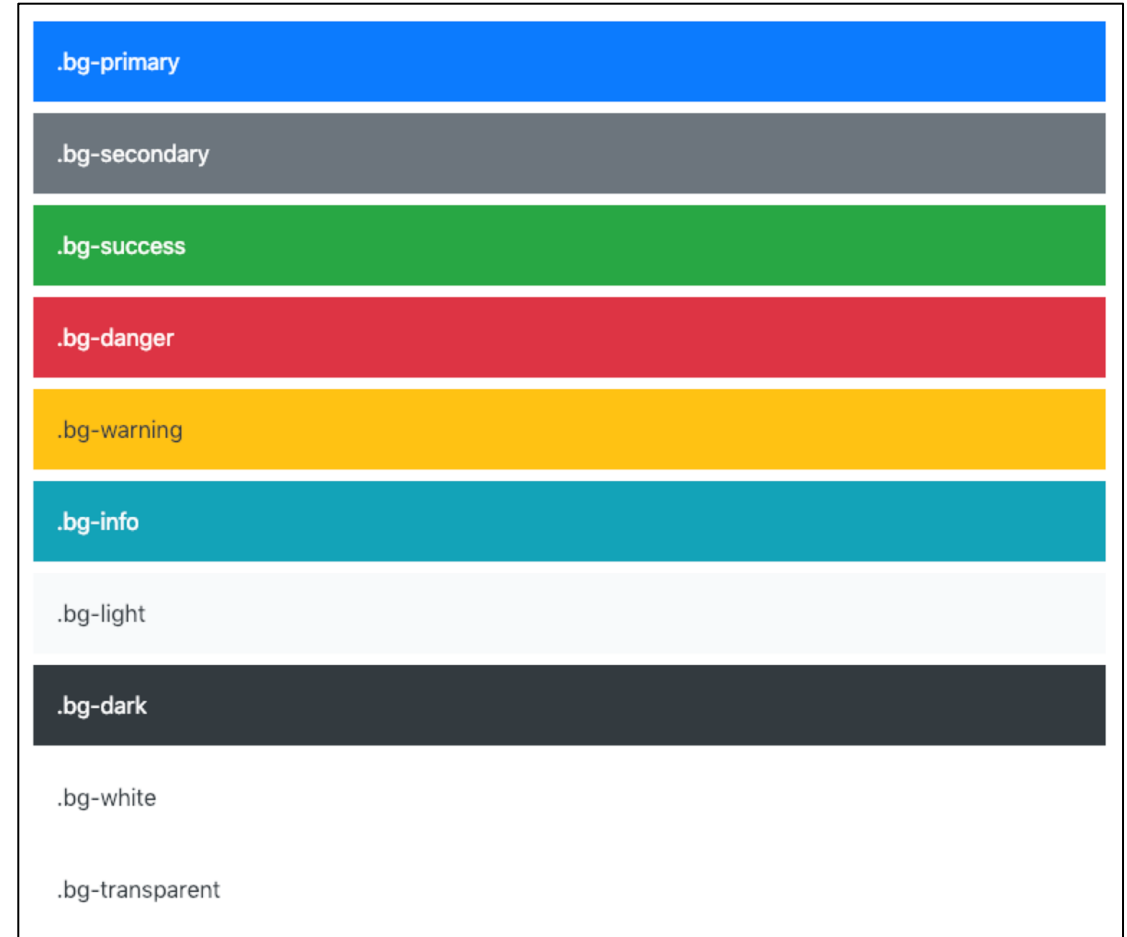 .bg-primary
.bg-secondary
.bg-success
.bg-danger
.bg-warning
.bg-info
.bg-light
.bg-dark
.bg-white
.bg-transparent